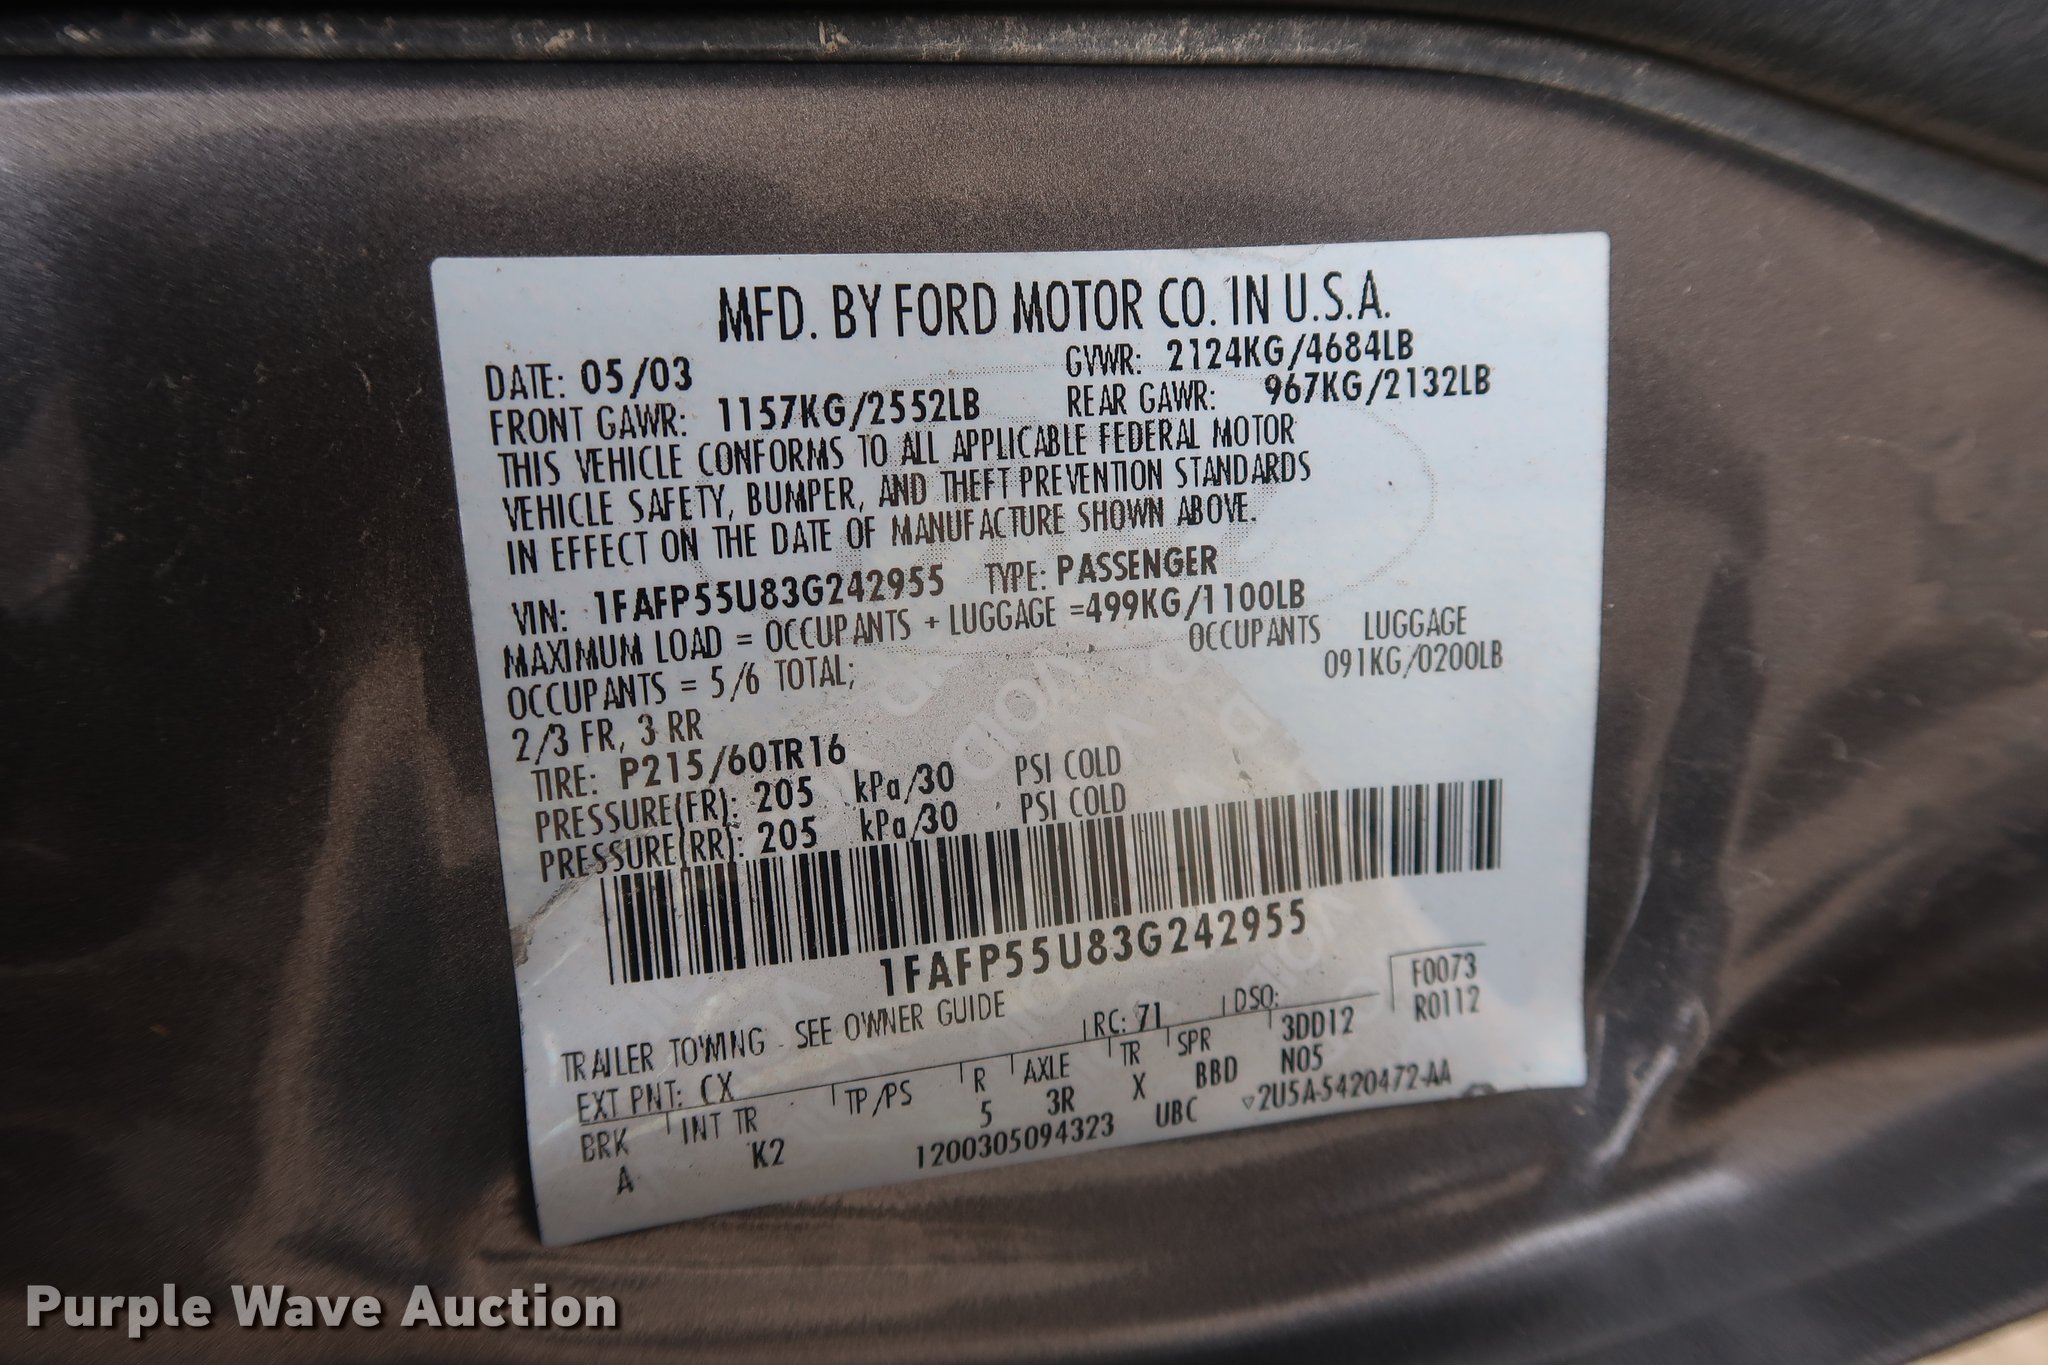 MFD. BY FORD MOTOR CO. IN U.S.A.
DATE: 05/03 GVWR: 2124KG/4684LB
FRONT GAWR: 1157KG/2552LB REAR GAWR: 967KG/2132LB
THIS VEHICLE CONFORMS TO ALL APPLICABLE FEDERAL MOTOR
VEHICLE SAFETY, BUMPER, AND THEFT PREVENTION STANDARDS
IN EFFECT ON THE DATE OF MANUFACTURE SHOWN ABOVE.
VIN: 1FAFP55U83G242955 TYPE: PASSENGER
MAXIMUM LOAD = OCCUPANTS + LUGGAGE =499KG/1100LB
OCCUPANTS = 5/6 TOTAL; OCCUPANTS LUGGAGE
2/3 FR, 3 RR 091KG/0200LB
TIRE: P215/60TR16
PRESSURE(FR): 205 kPa/30 PSI COLD
PRESSURE(RR): 205 kPa/30 PSI COLD
1FAFP55U83G242955
TRAILER TOWING - SEE OWNER GUIDE
F0073
EXT PNT: CX RC: 71 DSO: R0112
BRK INT TR TP/PS R AXLE TR SPR 3DD12
A K2 5 3R X BBD N05
1200305094323 UBC ▽2U5A-5420472-AA
Purple Wave Auction